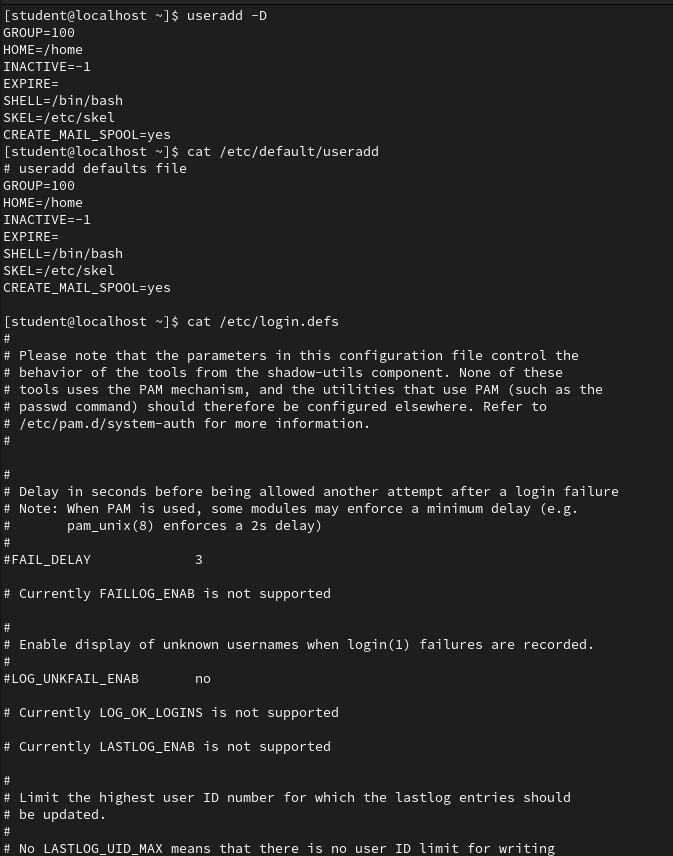 [student@localhost ~]$ useradd -D
GROUP=100
HOME=/home
INACTIVE=-1
EXPIRE=
SHELL=/bin/bash
SKEL=/etc/skel
CREATE_MAIL_SPOOL=yes
[student@localhost ~]$ cat /etc/default/useradd
# useradd defaults file
GROUP=100
HOME=/home
INACTIVE=-1
EXPIRE=
SHELL=/bin/bash
SKEL=/etc/skel
CREATE_MAIL_SPOOL=yes

[student@localhost ~]$ cat /etc/login.defs
#
# Please note that the parameters in this configuration file control the
# behavior of the tools from the shadow-utils component. None of these
# tools uses the PAM mechanism, and the utilities that use PAM (such as the
# passwd command) should therefore be configured elsewhere. Refer to
# /etc/pam.d/system-auth for more information.
#

#
# Delay in seconds before being allowed another attempt after a login failure
# Note: When PAM is used, some modules may enforce a minimum delay (e.g.
#       pam_unix(8) enforces a 2s delay)
#
#FAIL_DELAY             3

# Currently FAILLOG_ENAB is not supported

#
# Enable display of unknown usernames when login(1) failures are recorded.
#
#LOG_UNKFAIL_ENAB       no

# Currently LOG_OK_LOGINS is not supported

# Currently LASTLOG_ENAB is not supported

#
# Limit the highest user ID number for which the lastlog entries should
# be updated.
#
# No LASTLOG_UID_MAX means that there is no user ID limit for writing